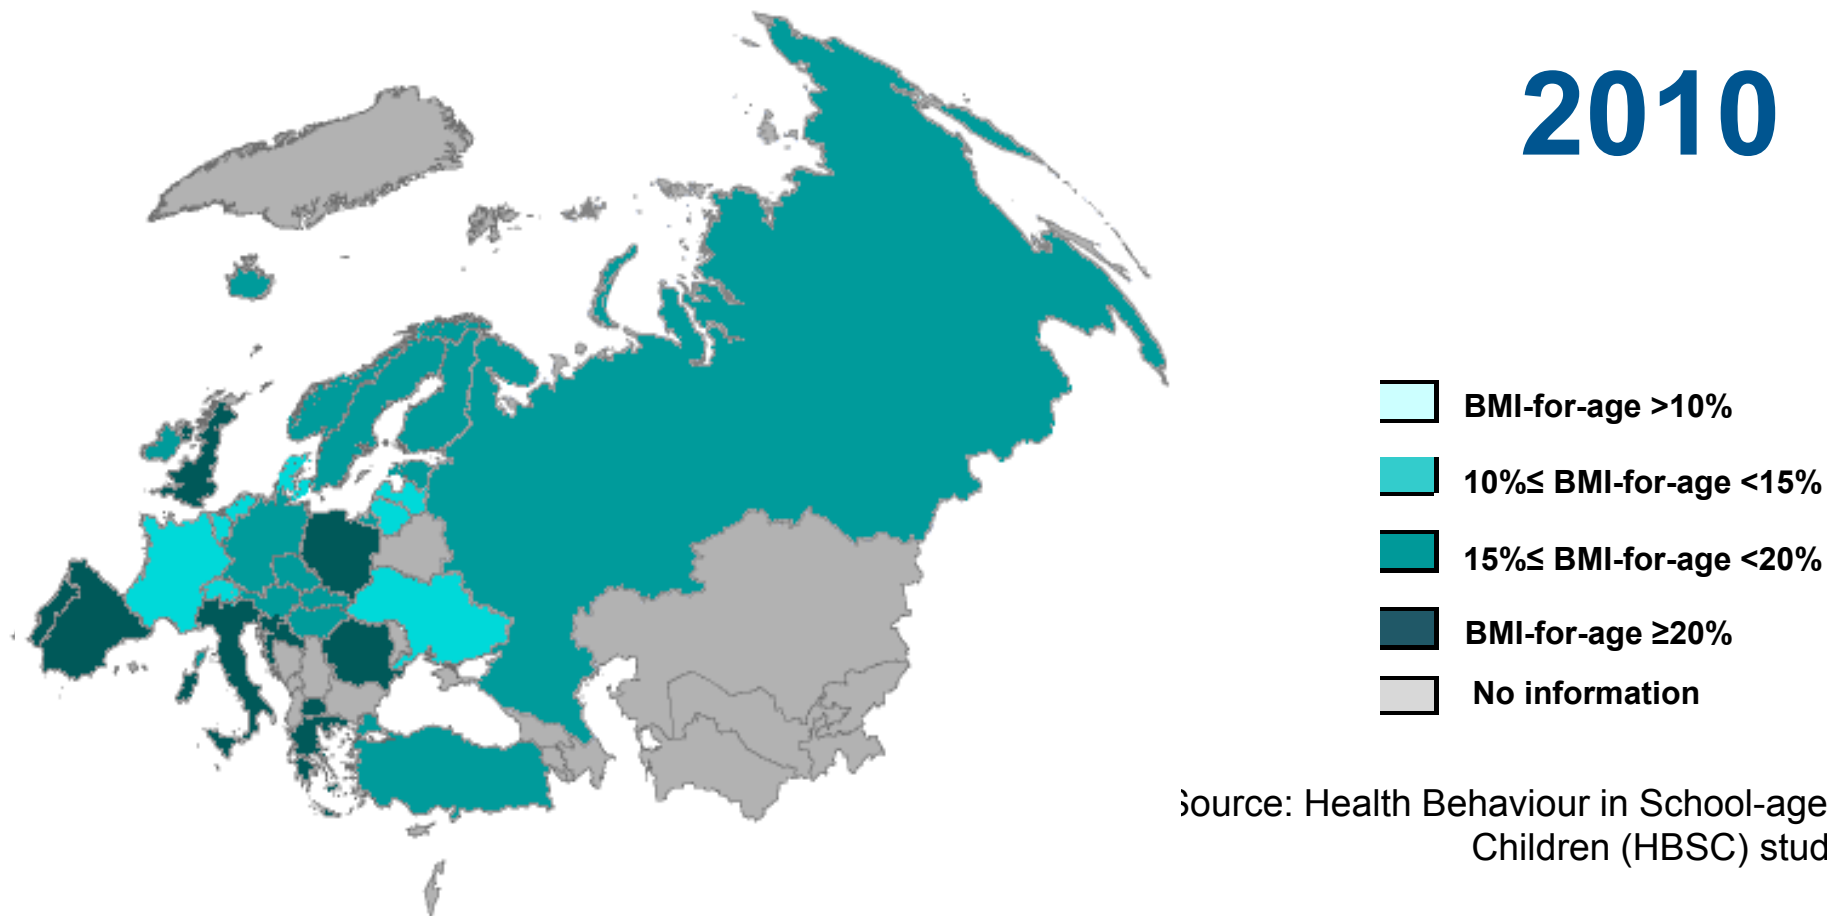 2010
BMI-for-age >10%
10%≤ BMI-for-age <15%
15%≤ BMI-for-age <20%
BMI-for-age ≥20%
No information
Source: Health Behaviour in School-age
Children (HBSC) stud